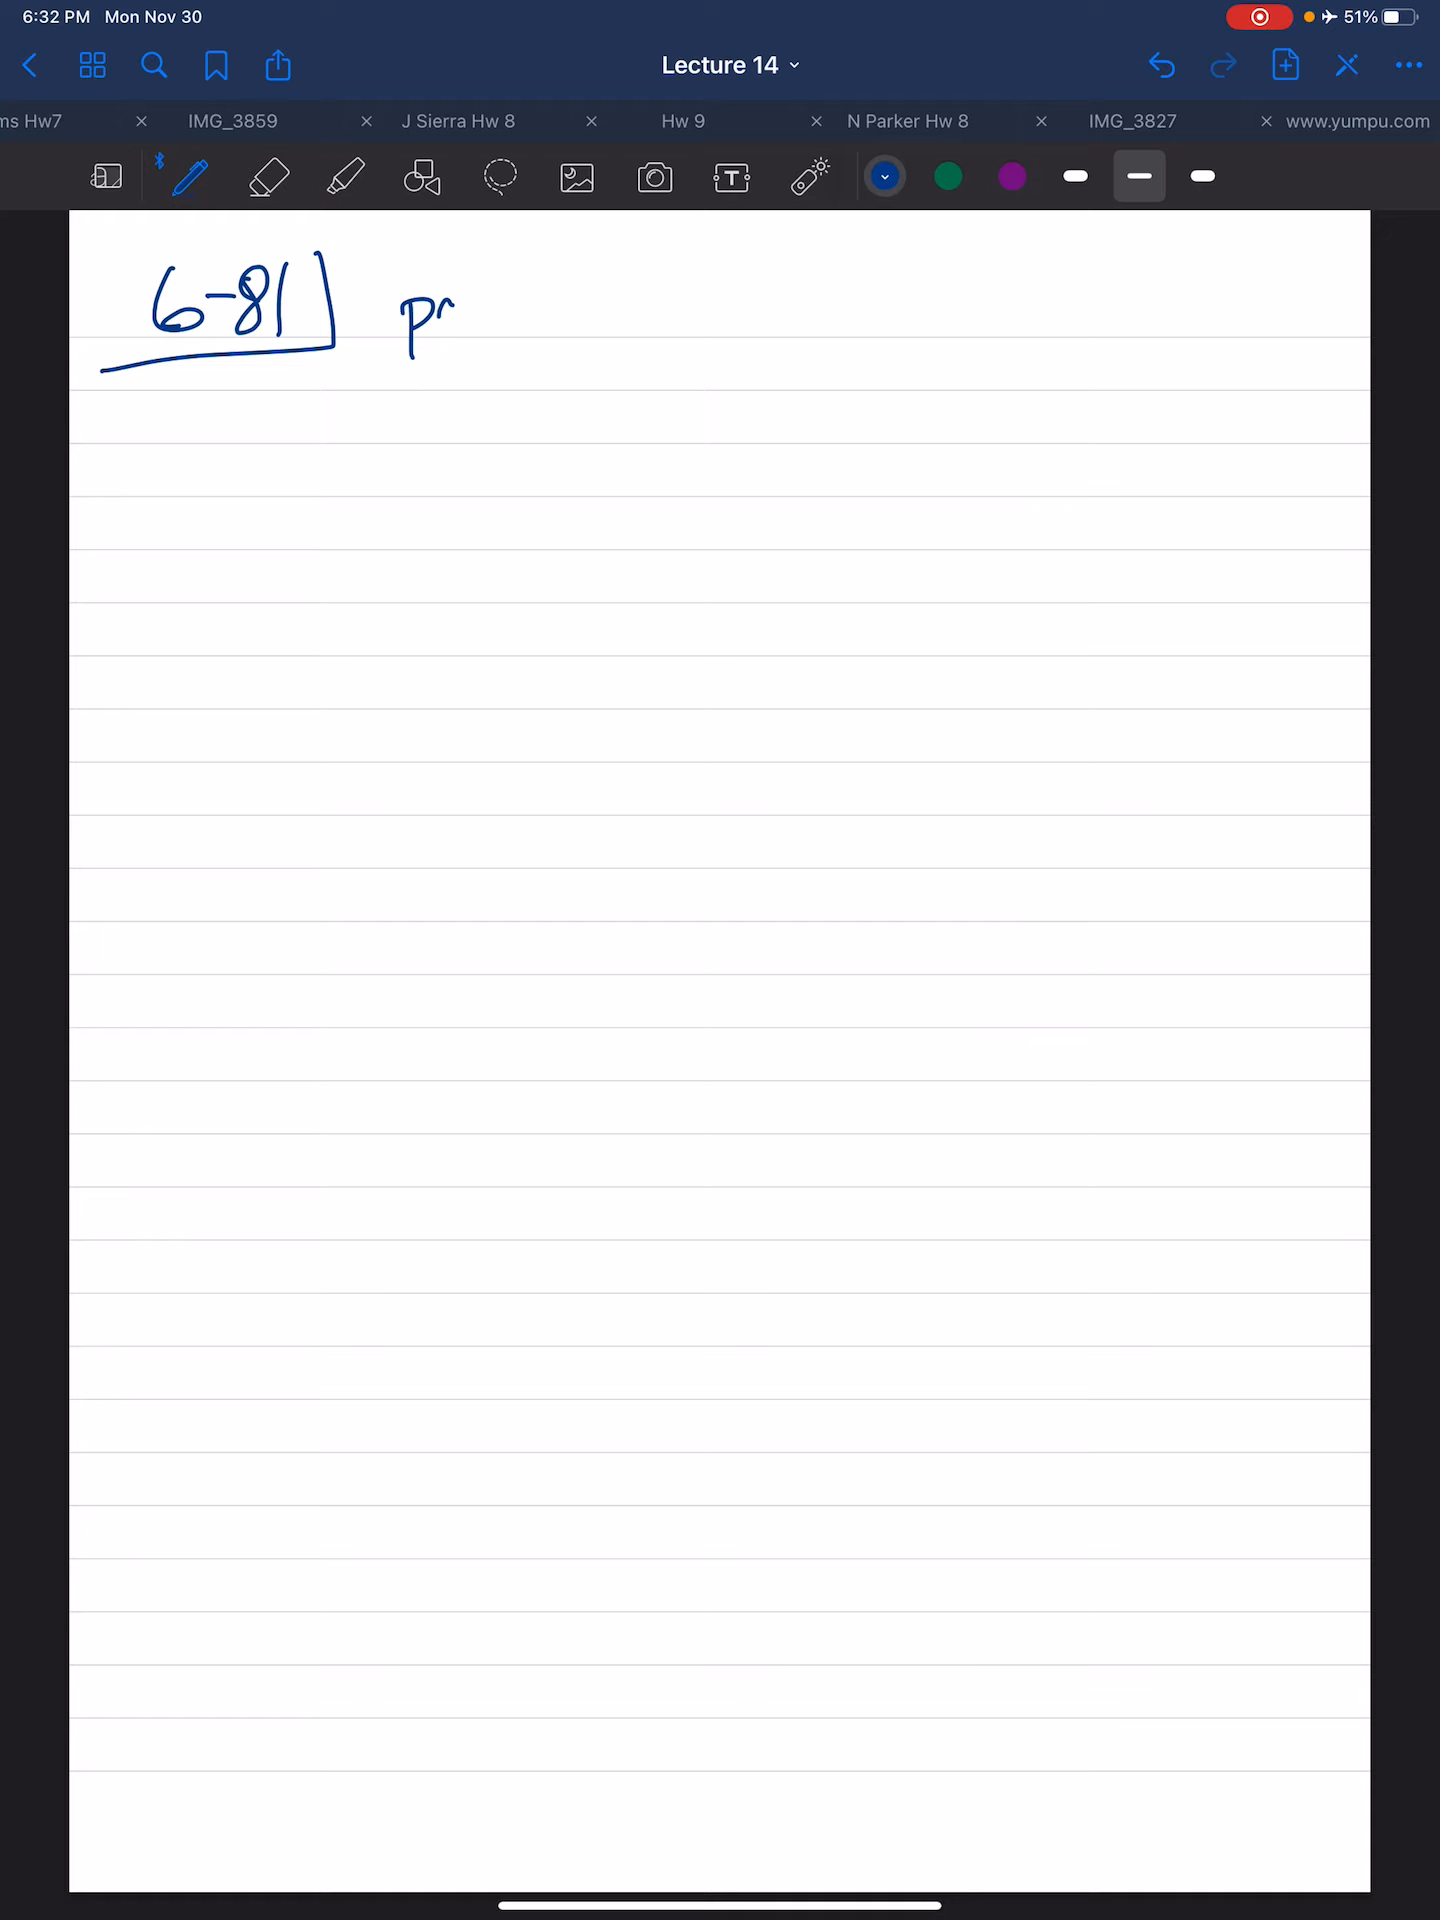 6:32 PM Mon Nov 30
51%
Lecture 14
ms Hw7 IMG_3859 J Sierra Hw 8 Hw 9 N Parker Hw 8 IMG_3827 www.yumpu.com
T
6-81 pr